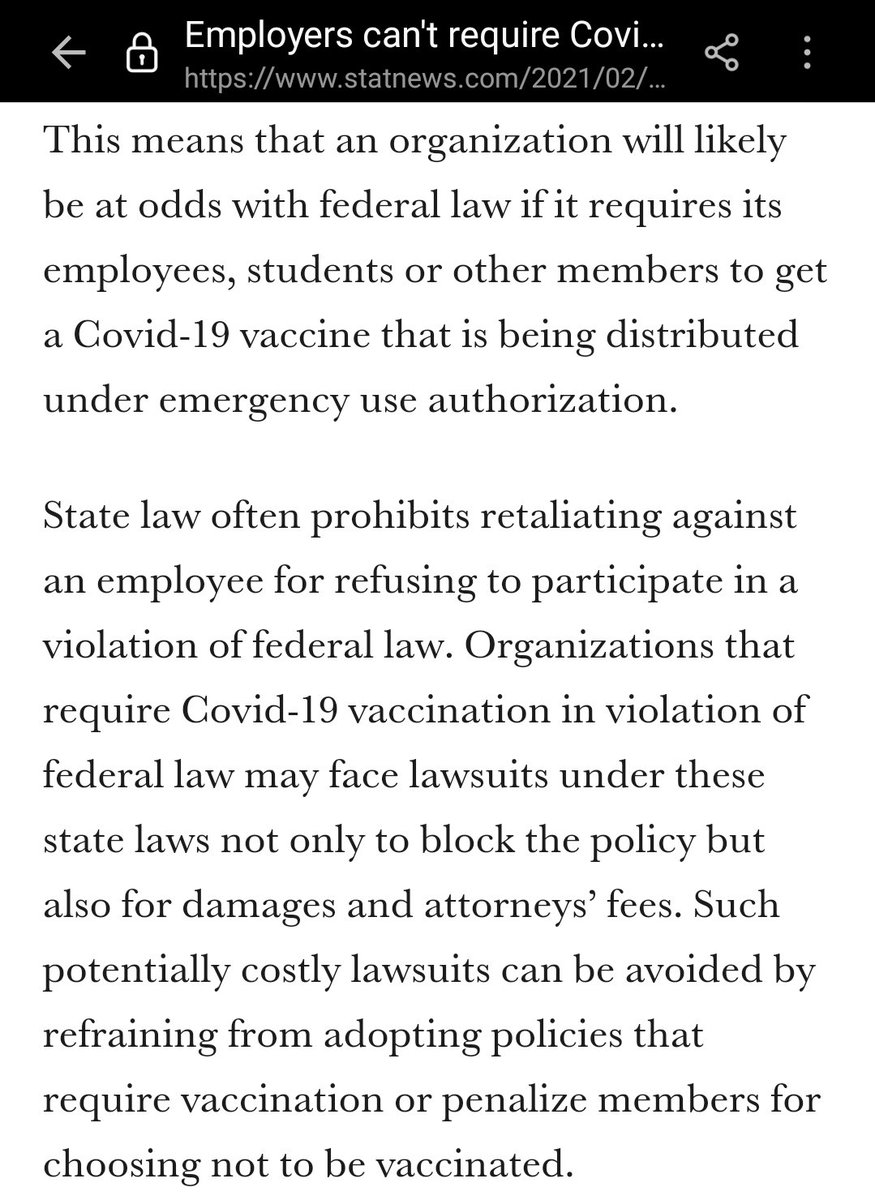 Employers can't require Covi...
https://www.statnews.com/2021/02/...
This means that an organization will likely
be at odds with federal law if it requires its
employees, students or other members to get
a Covid-19 vaccine that is being distributed
under emergency use authorization.
State law often prohibits retaliating against
an employee for refusing to participate in a
violation of federal law. Organizations that
require Covid-19 vaccination in violation of
federal law may face lawsuits under these
state laws not only to block the policy but
also for damages and attorneys’ fees. Such
potentially costly lawsuits can be avoided by
refraining from adopting policies that
require vaccination or penalize members for
choosing not to be vaccinated.